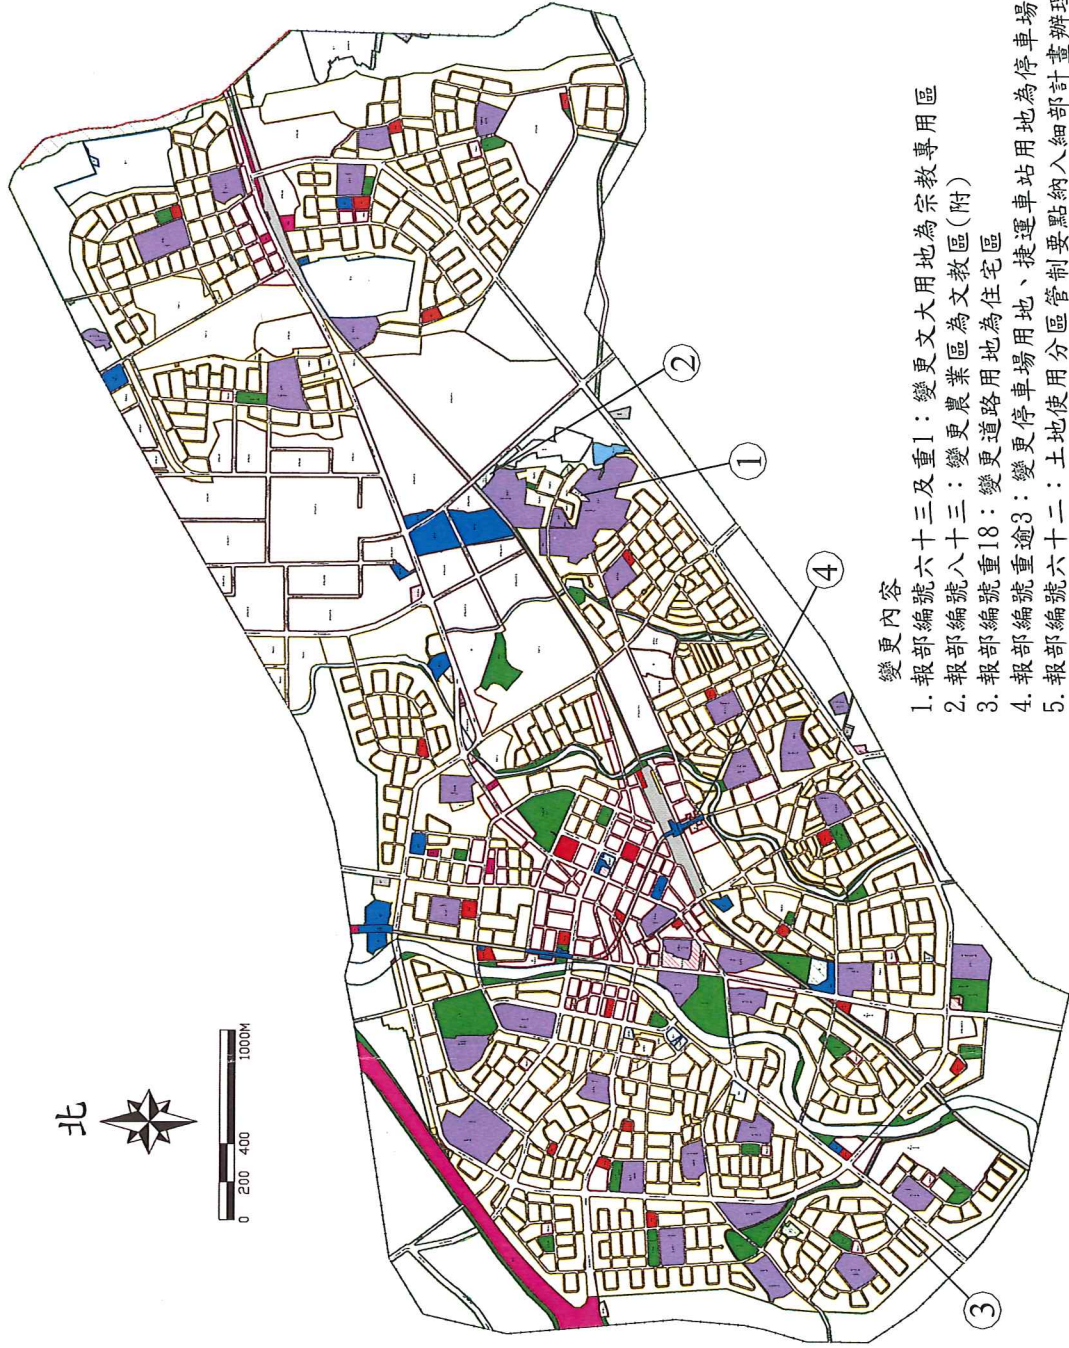 北
0 200 400 1000M
②
①
④
③
變更內容
1. 報部編號六十三及重1：變更文大用地為宗教專用區
2. 報部編號八十三：變更農業區為文教區(附)
3. 報部編號重18：變更道路用地為住宅區
4. 報部編號重逾3：變更停車場用地、捷運車站用地為停車場
5. 報部編號六十二：土地使用分區管制要點納入細部計畫辦理